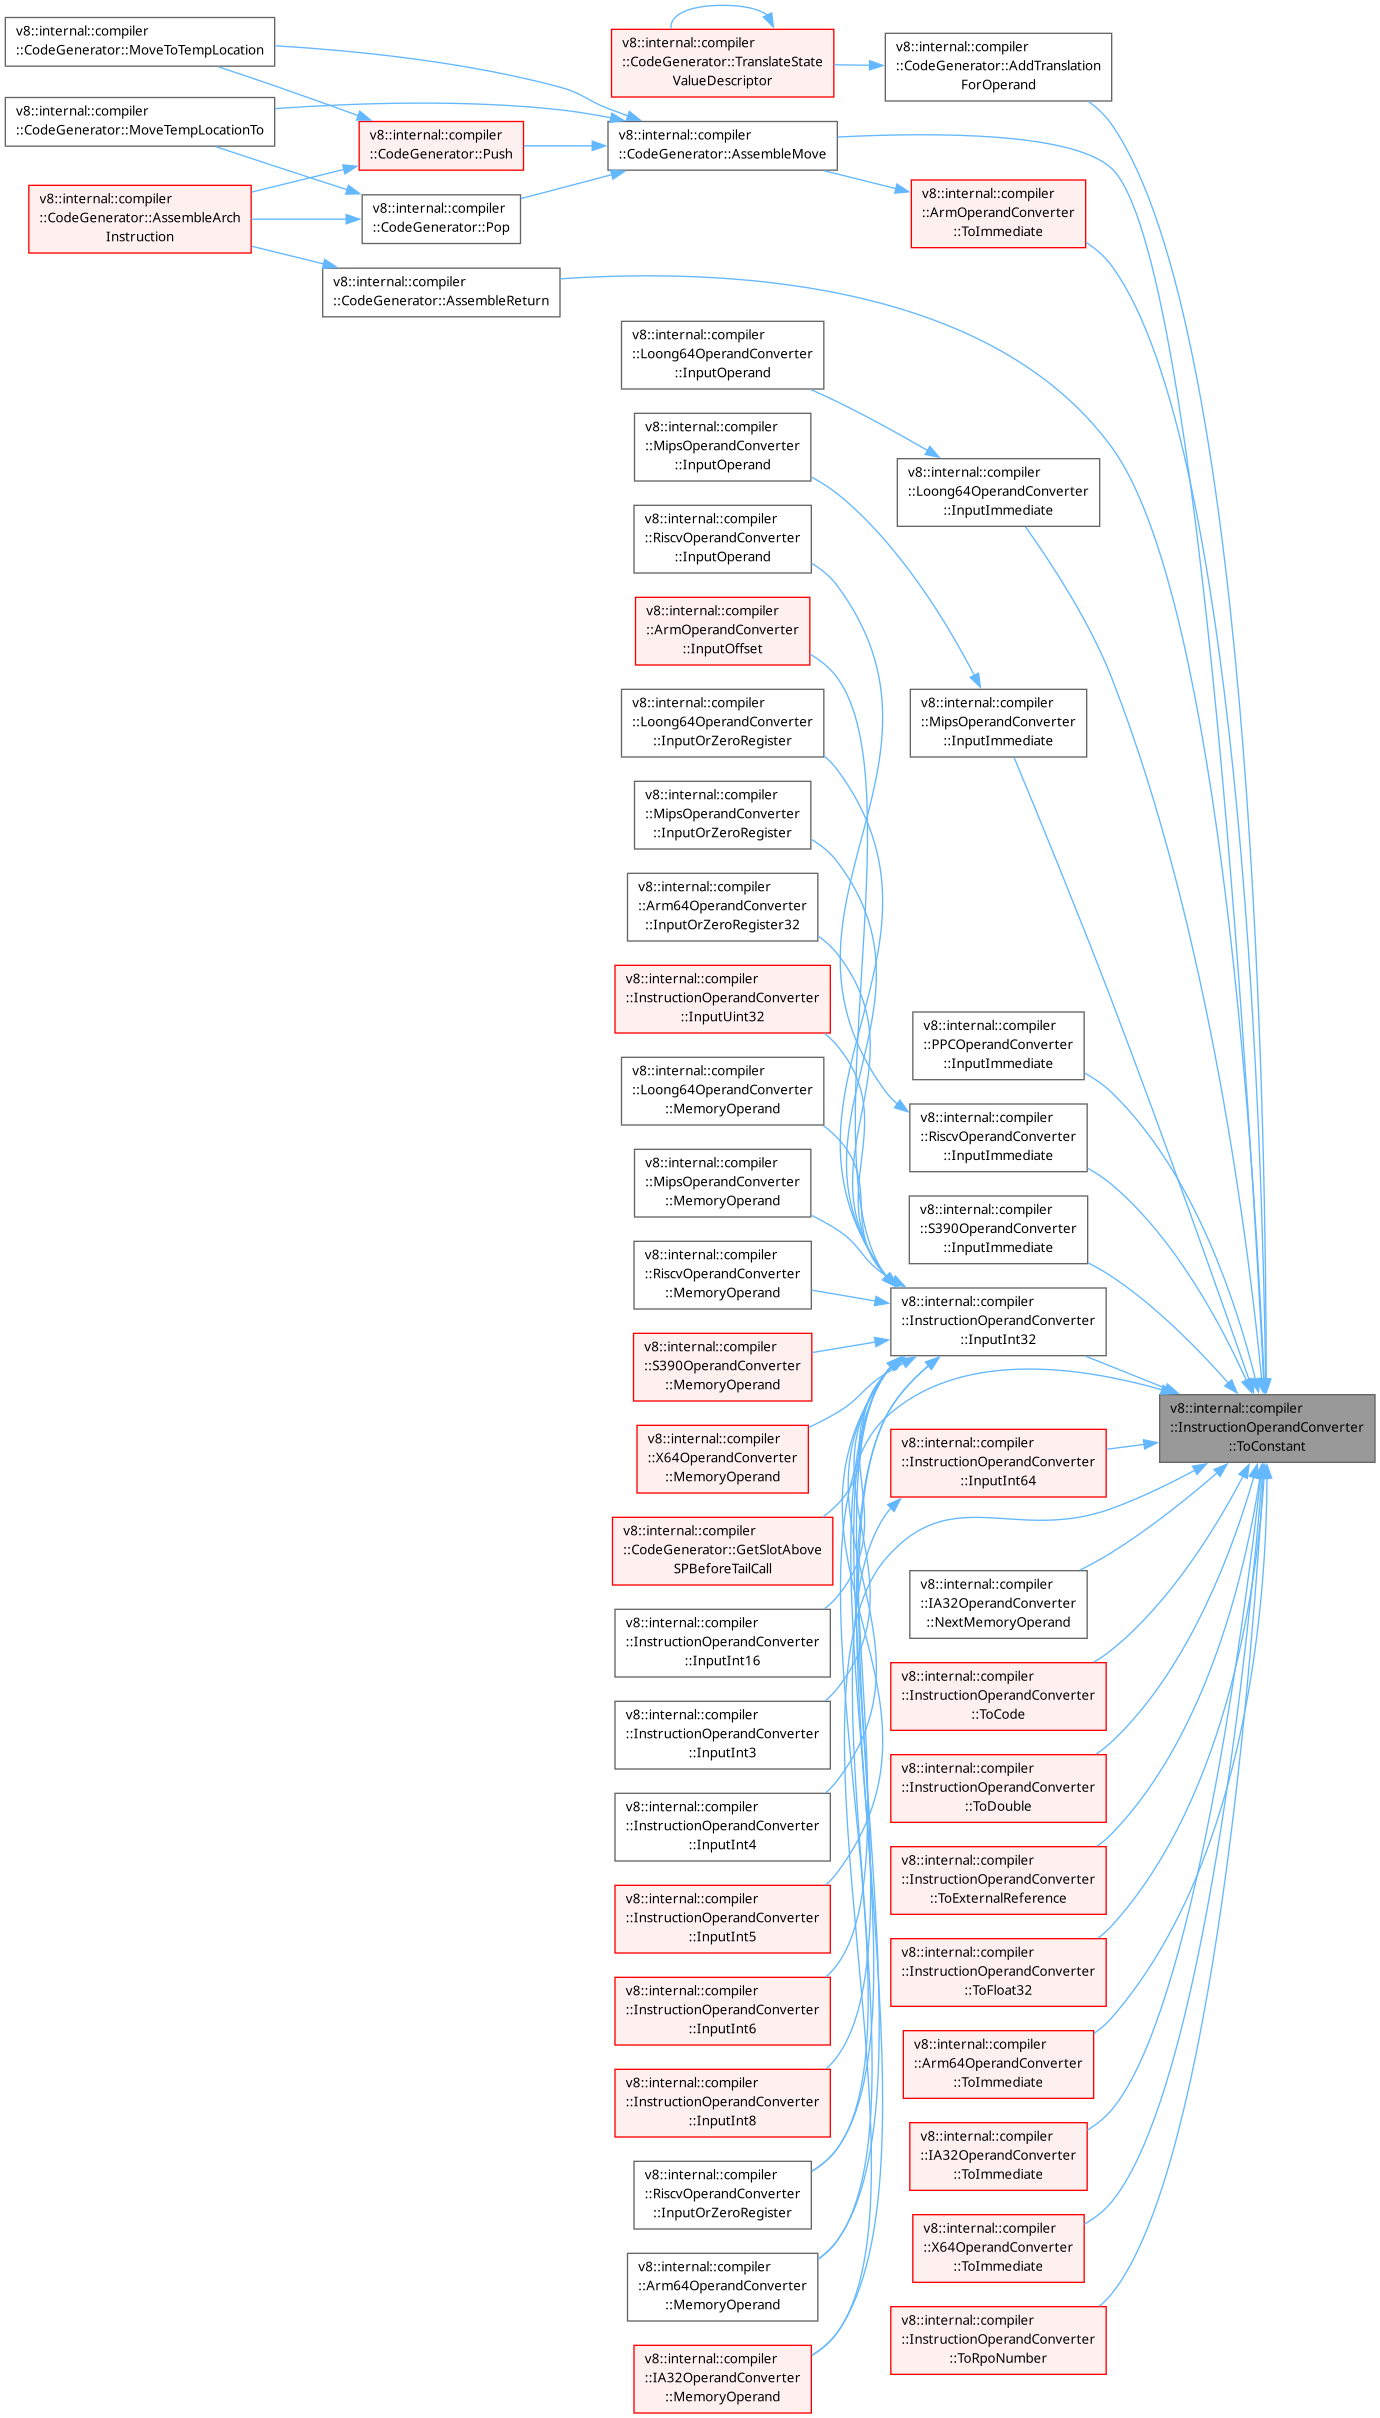 v8::internal::compiler
::CodeGenerator::MoveToTempLocation
v8::internal::compiler
::CodeGenerator::MoveTempLocationTo
v8::internal::compiler
::CodeGenerator::AssembleArch
Instruction
v8::internal::compiler
::CodeGenerator::Push
v8::internal::compiler
::CodeGenerator::Pop
v8::internal::compiler
::CodeGenerator::AssembleReturn
v8::internal::compiler
::CodeGenerator::TranslateState
ValueDescriptor
v8::internal::compiler
::CodeGenerator::AssembleMove
v8::internal::compiler
::CodeGenerator::AddTranslation
ForOperand
v8::internal::compiler
::ArmOperandConverter
::ToImmediate
v8::internal::compiler
::Loong64OperandConverter
::InputOperand
v8::internal::compiler
::MipsOperandConverter
::InputOperand
v8::internal::compiler
::RiscvOperandConverter
::InputOperand
v8::internal::compiler
::ArmOperandConverter
::InputOffset
v8::internal::compiler
::Loong64OperandConverter
::InputOrZeroRegister
v8::internal::compiler
::MipsOperandConverter
::InputOrZeroRegister
v8::internal::compiler
::Arm64OperandConverter
::InputOrZeroRegister32
v8::internal::compiler
::InstructionOperandConverter
::InputUint32
v8::internal::compiler
::Loong64OperandConverter
::MemoryOperand
v8::internal::compiler
::MipsOperandConverter
::MemoryOperand
v8::internal::compiler
::RiscvOperandConverter
::MemoryOperand
v8::internal::compiler
::S390OperandConverter
::MemoryOperand
v8::internal::compiler
::X64OperandConverter
::MemoryOperand
v8::internal::compiler
::CodeGenerator::GetSlotAbove
SPBeforeTailCall
v8::internal::compiler
::InstructionOperandConverter
::InputInt16
v8::internal::compiler
::InstructionOperandConverter
::InputInt3
v8::internal::compiler
::InstructionOperandConverter
::InputInt4
v8::internal::compiler
::InstructionOperandConverter
::InputInt5
v8::internal::compiler
::InstructionOperandConverter
::InputInt6
v8::internal::compiler
::InstructionOperandConverter
::InputInt8
v8::internal::compiler
::RiscvOperandConverter
::InputOrZeroRegister
v8::internal::compiler
::Arm64OperandConverter
::MemoryOperand
v8::internal::compiler
::IA32OperandConverter
::MemoryOperand
v8::internal::compiler
::Loong64OperandConverter
::InputImmediate
v8::internal::compiler
::MipsOperandConverter
::InputImmediate
v8::internal::compiler
::PPCOperandConverter
::InputImmediate
v8::internal::compiler
::RiscvOperandConverter
::InputImmediate
v8::internal::compiler
::S390OperandConverter
::InputImmediate
v8::internal::compiler
::InstructionOperandConverter
::InputInt32
v8::internal::compiler
::InstructionOperandConverter
::InputInt64
v8::internal::compiler
::IA32OperandConverter
::NextMemoryOperand
v8::internal::compiler
::InstructionOperandConverter
::ToCode
v8::internal::compiler
::InstructionOperandConverter
::ToDouble
v8::internal::compiler
::InstructionOperandConverter
::ToExternalReference
v8::internal::compiler
::InstructionOperandConverter
::ToFloat32
v8::internal::compiler
::Arm64OperandConverter
::ToImmediate
v8::internal::compiler
::IA32OperandConverter
::ToImmediate
v8::internal::compiler
::X64OperandConverter
::ToImmediate
v8::internal::compiler
::InstructionOperandConverter
::ToRpoNumber
v8::internal::compiler
::InstructionOperandConverter
::ToConstant